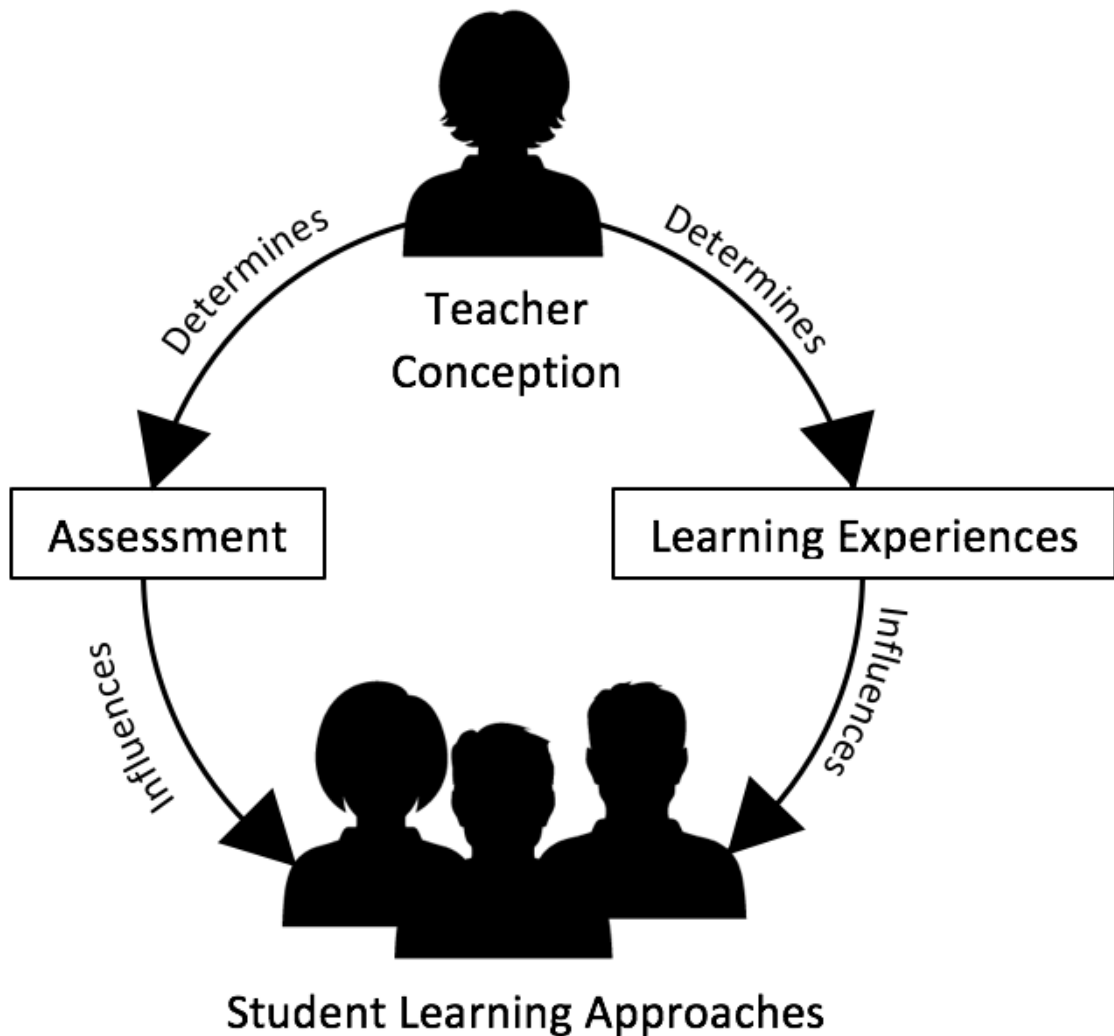 Determines
Determines
Teacher
Conception
Assessment
Learning Experiences
Influences
Influences
Student Learning Approaches